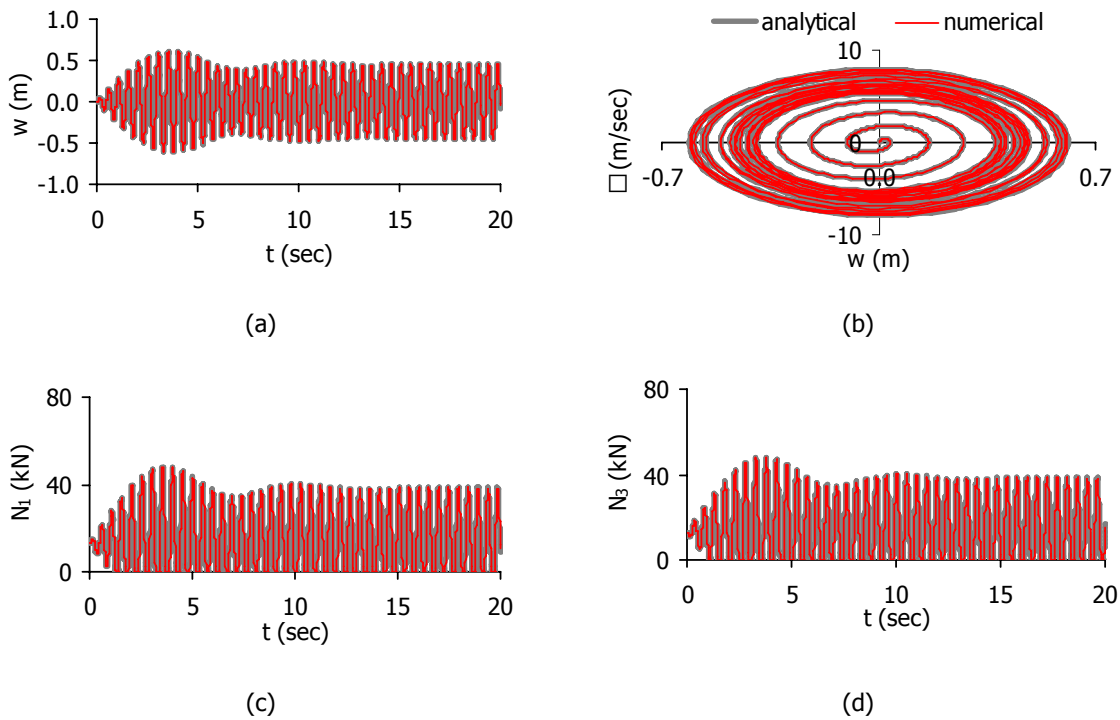 analytical numerical
1.0
0.5
0.0
-0.5
-1.0
w (m)
0 5 10 15 20
t (sec)
(a)
10
0
-10
-0.7 0.0 0.7
□ (m/sec)
w (m)
(b)
80
40
0
N₁ (kN)
0 5 10 15 20
t (sec)
(c)
80
40
0
N₃ (kN)
0 5 10 15 20
t (sec)
(d)